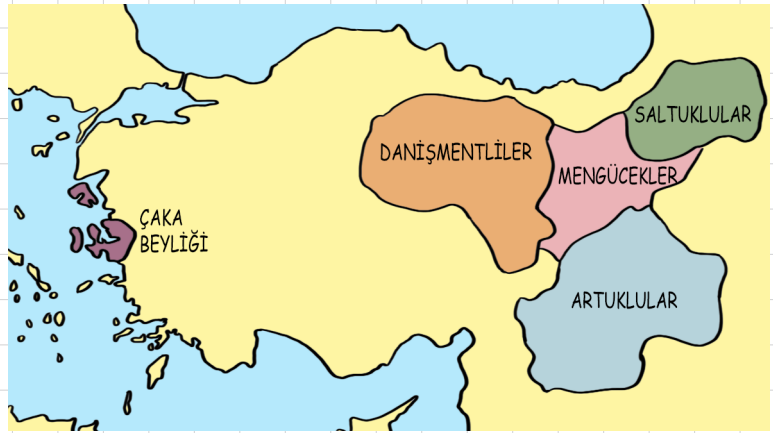 SALTUKLULAR
DANİŞMENTLİLER
MENGÜCEKLER
ÇAKA
BEYLİĞİ
ARTUKLULAR